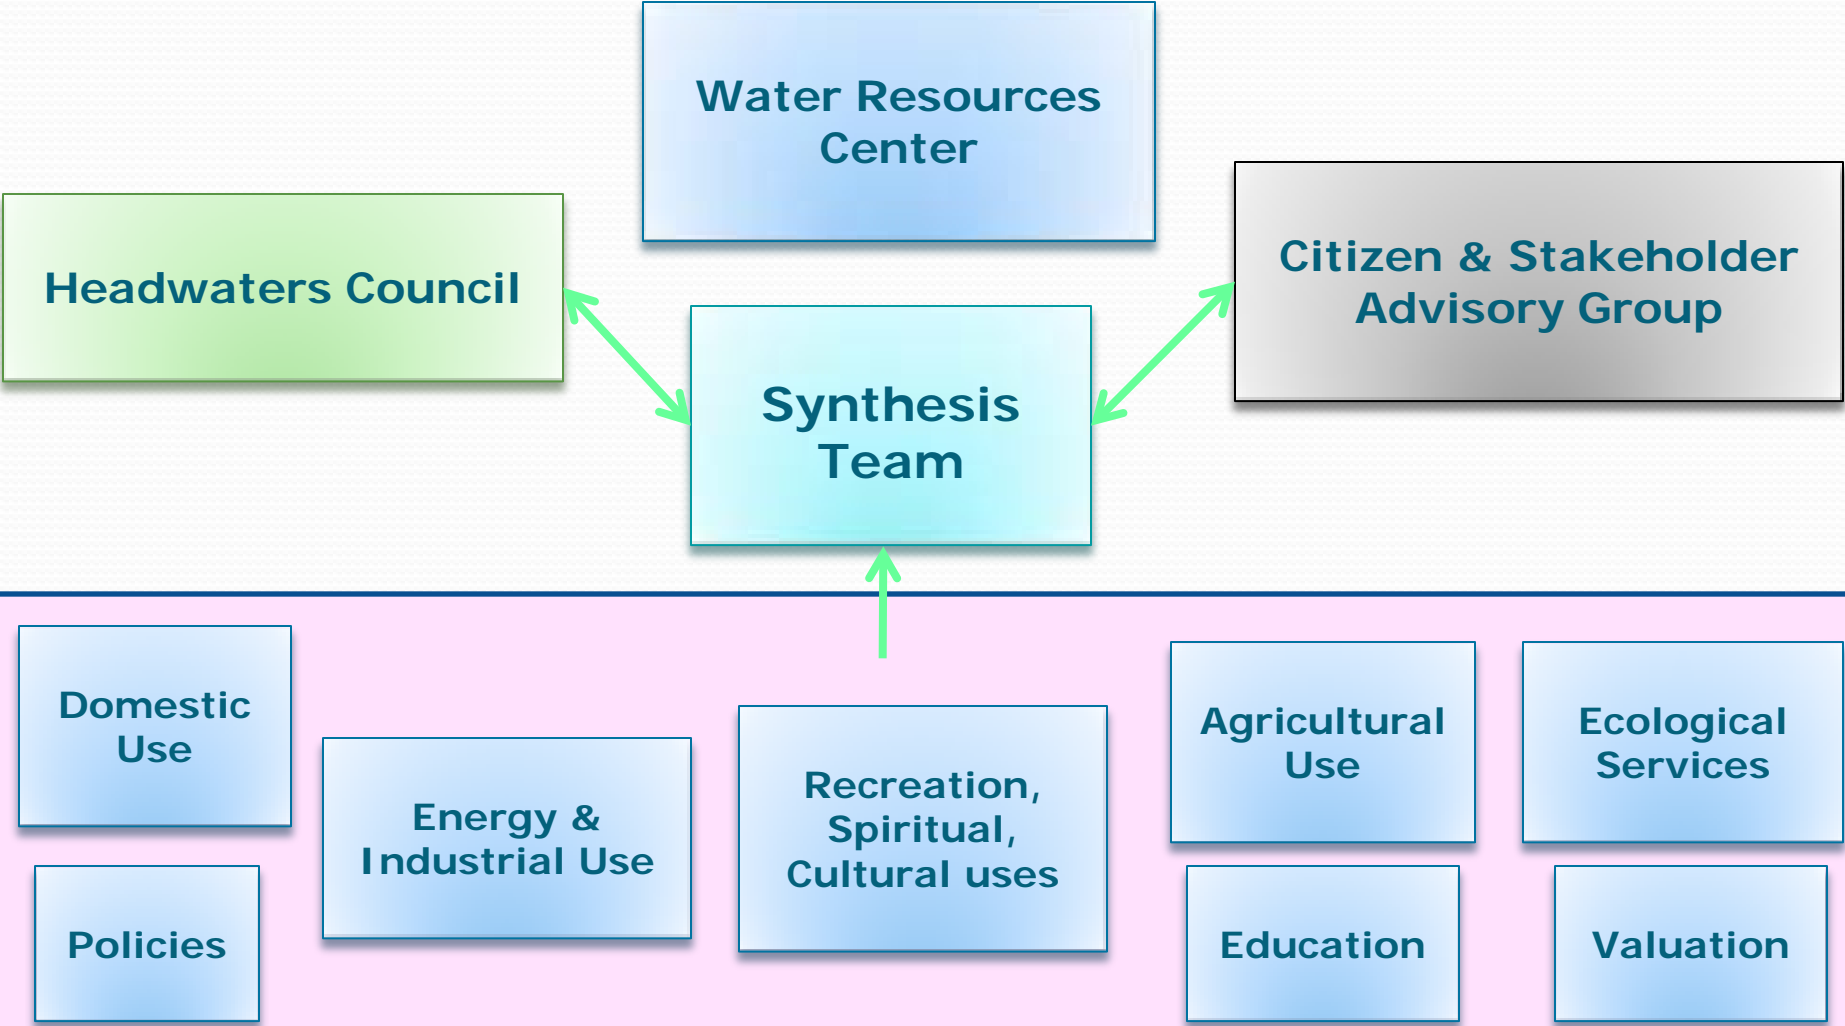 Water Resources
Center
Headwaters Council
Citizen & Stakeholder
Advisory Group
Synthesis
Team
Domestic
Use
Energy &
Industrial Use
Recreation,
Spiritual,
Cultural uses
Agricultural
Use
Ecological
Services
Policies
Education
Valuation